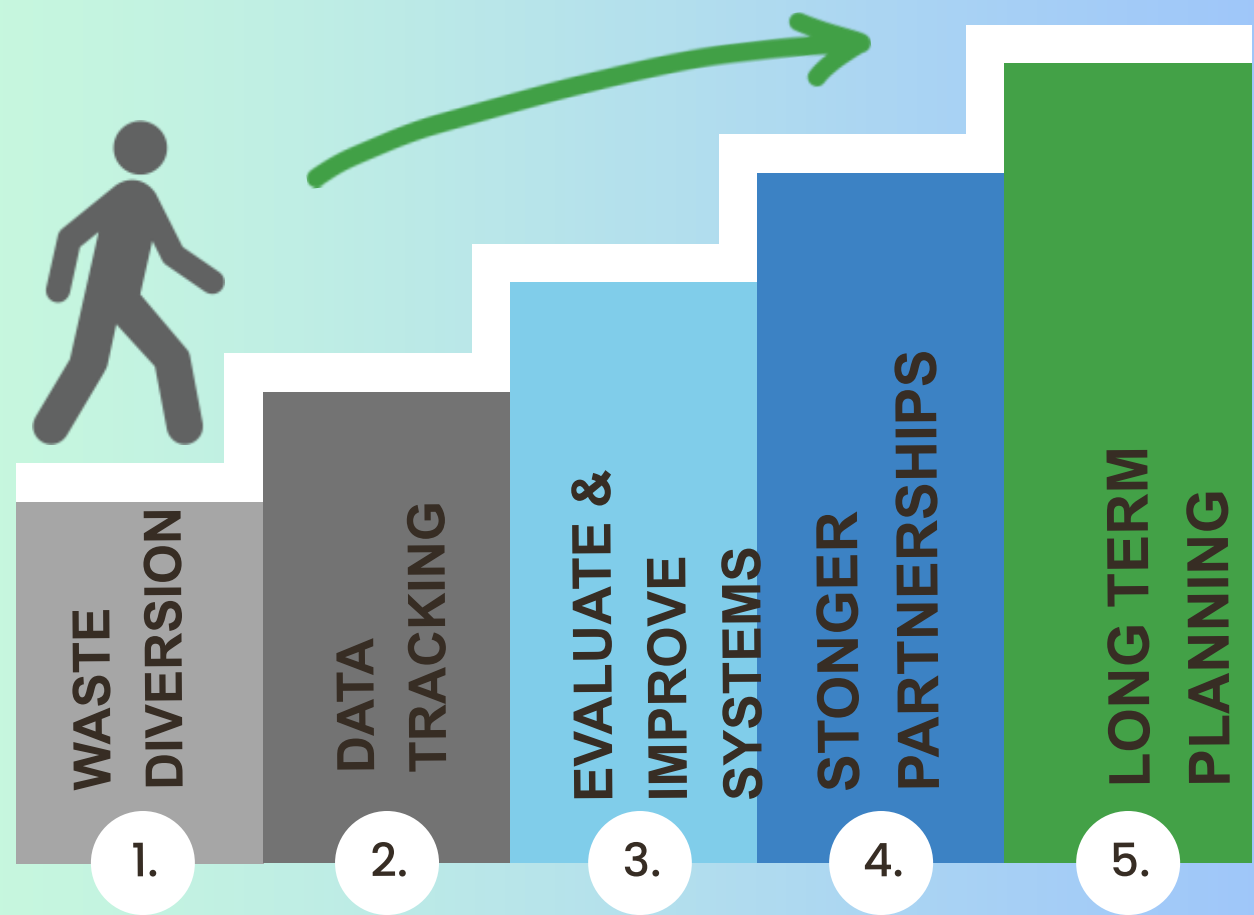 WASTE
DIVERSION
1.
DATA
TRACKING
2.
EVALUATE &
IMPROVE
SYSTEMS
3.
STONGER
PARTNERSHIPS
4.
LONG TERM
PLANNING
5.